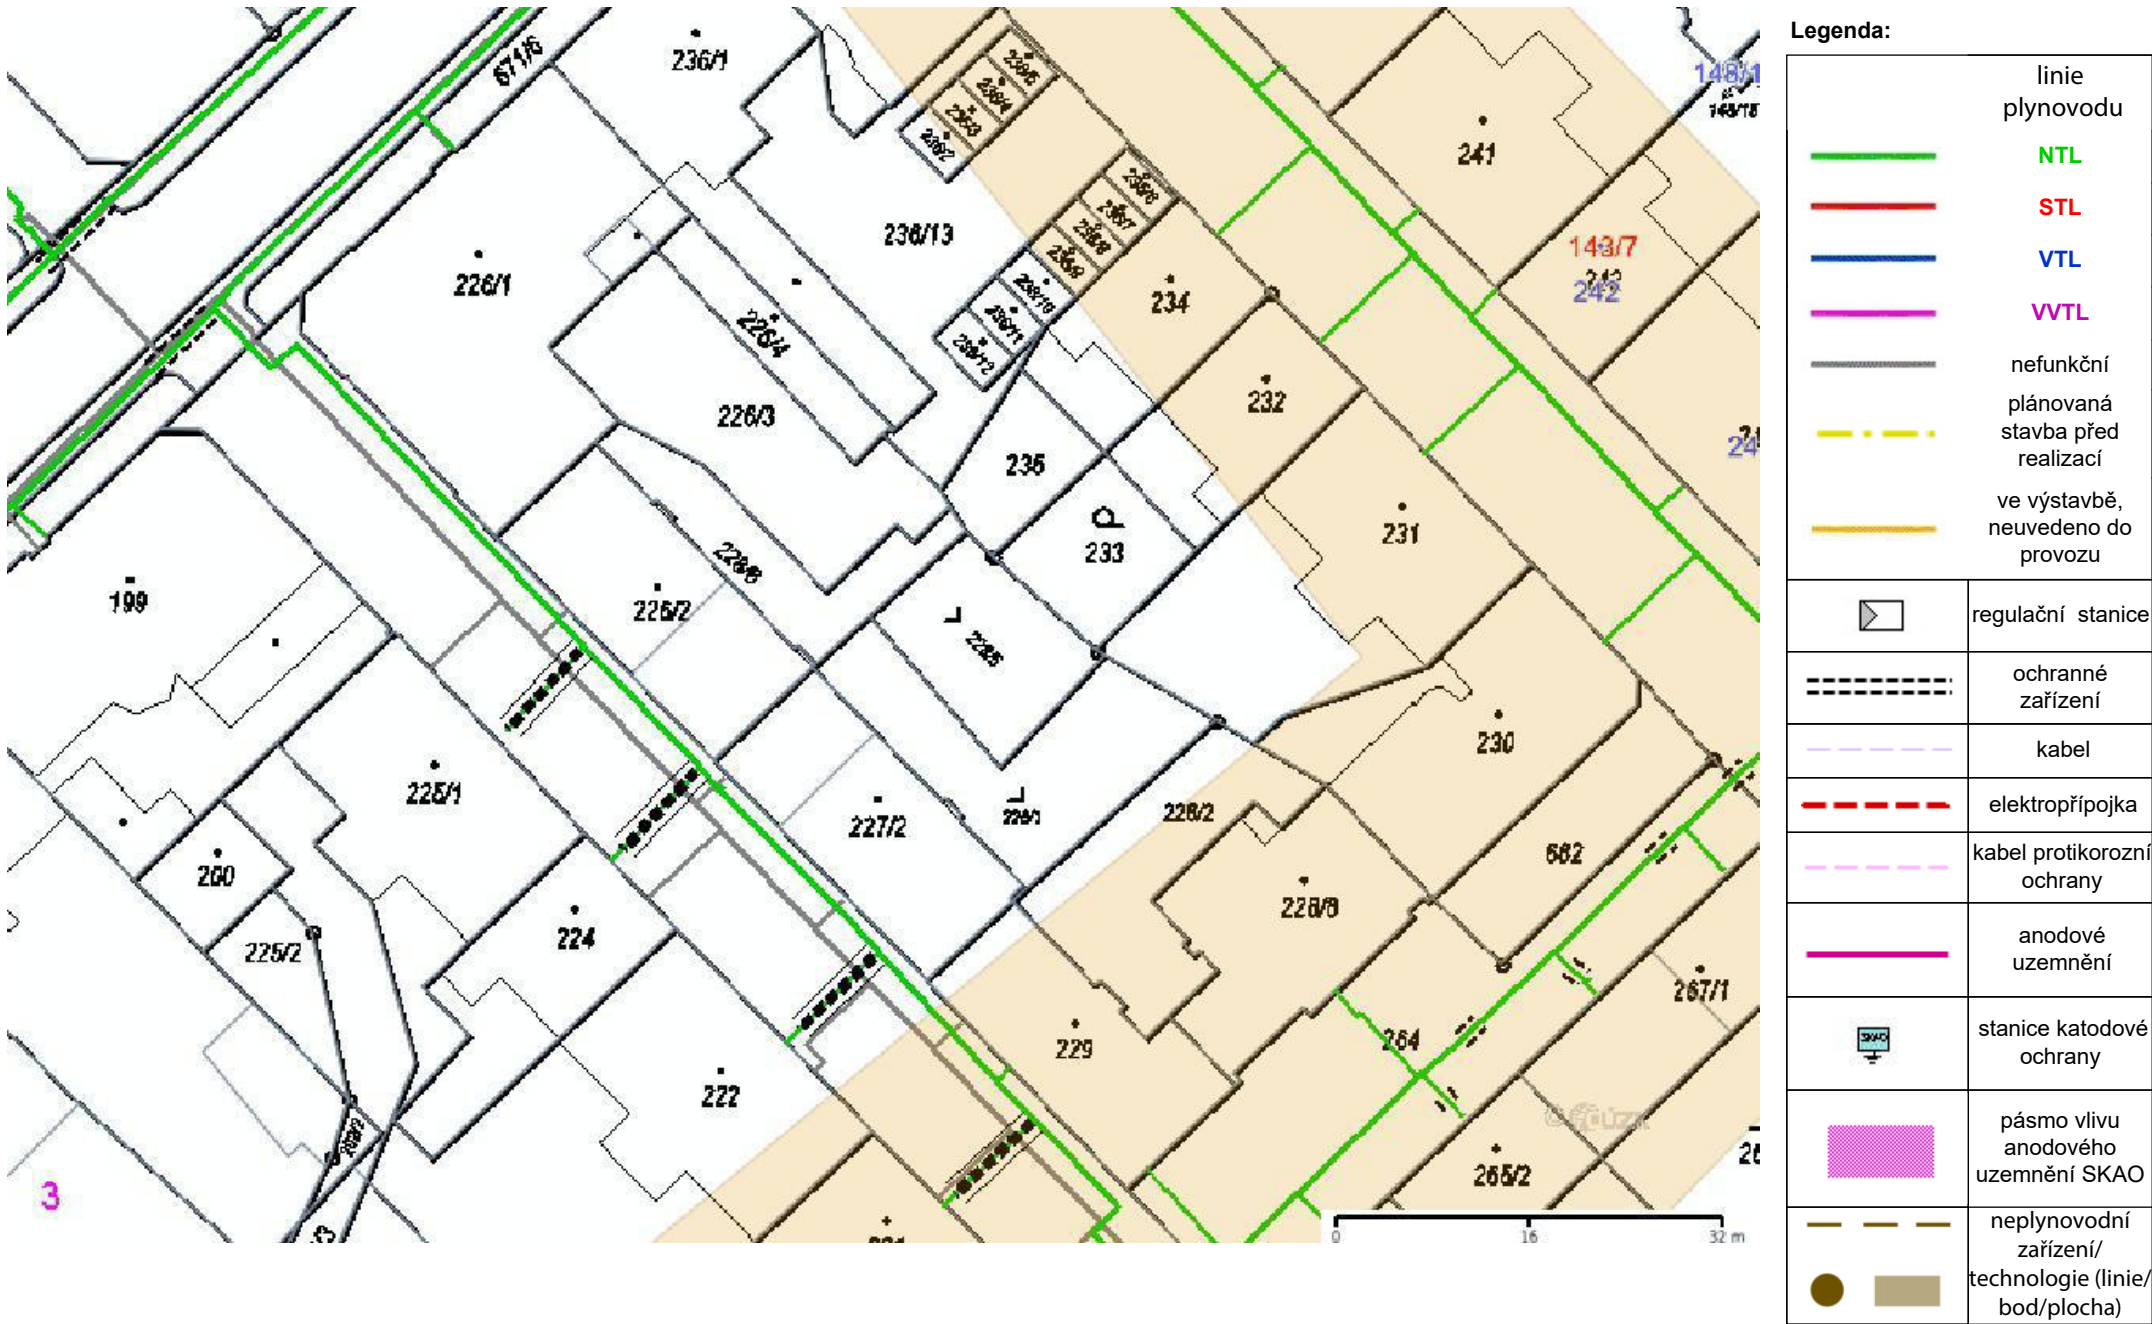 Legenda:
linie
plynovodu
NTL
STL
VTL
VVTL
nefunkční
plánovaná
stavba před
realizací
ve výstavbě,
neuvedeno do
provozu
regulační stanice
ochranné
zařízení
kabel
elektropřípojka
kabel protikorozní
ochrany
anodové
uzemnění
stanice katodové
ochrany
pásmo vlivu
anodového
uzemnění SKAO
neplynovodní
zařízení/
technologie (linie/
bod/plocha)
671/6
236/1
241
148/1
236/13
143/7
242
226/1
234
226/4
232
226/3
235
231
233
199
226/2
230
225/1
227/2
228/2
682
200
228/8
224
225/2
267/1
229
264
222
265/2
3
0 16 32 m